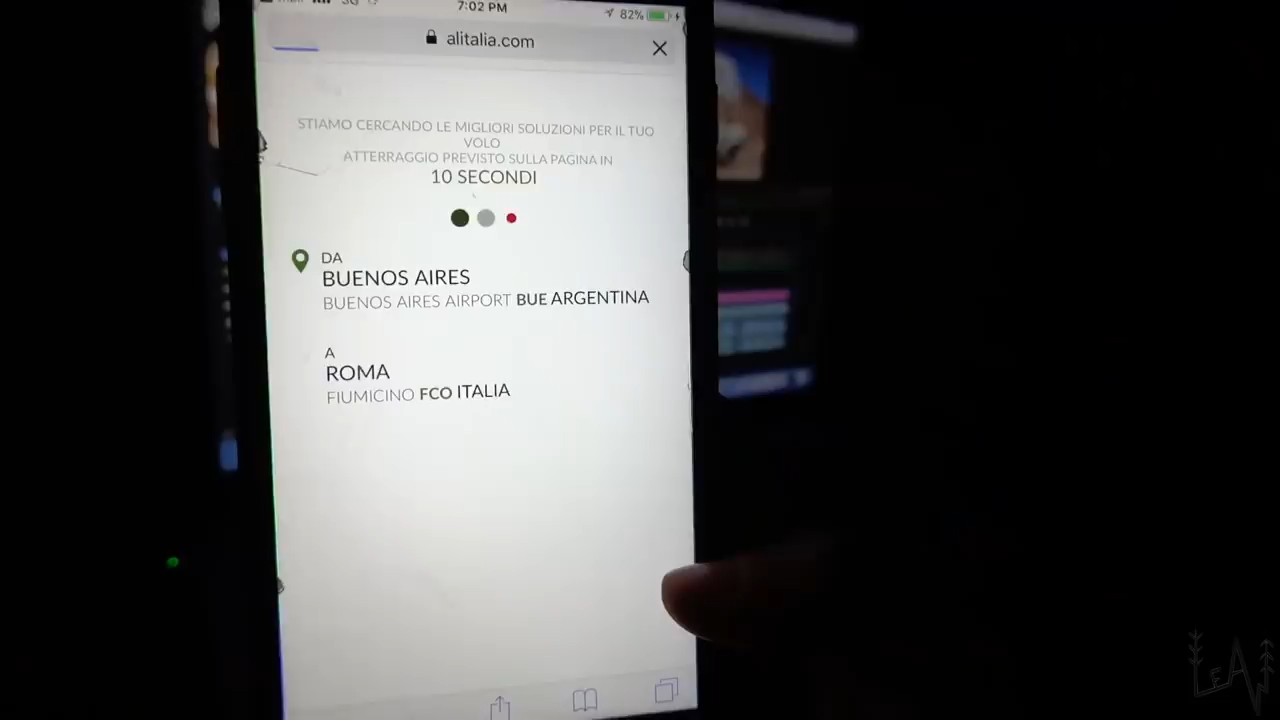 3G
7:02 PM
82%
alitalia.com
STIAMO CERCANDO LE MIGLIORI SOLUZIONI PER IL TUO
VOLO
ATTERRAGGIO PREVISTO SULLA PAGINA IN
10 SECONDI
DA
BUENOS AIRES
BUENOS AIRES AIRPORT BUE ARGENTINA
A
ROMA
FIUMICINO FCO ITALIA